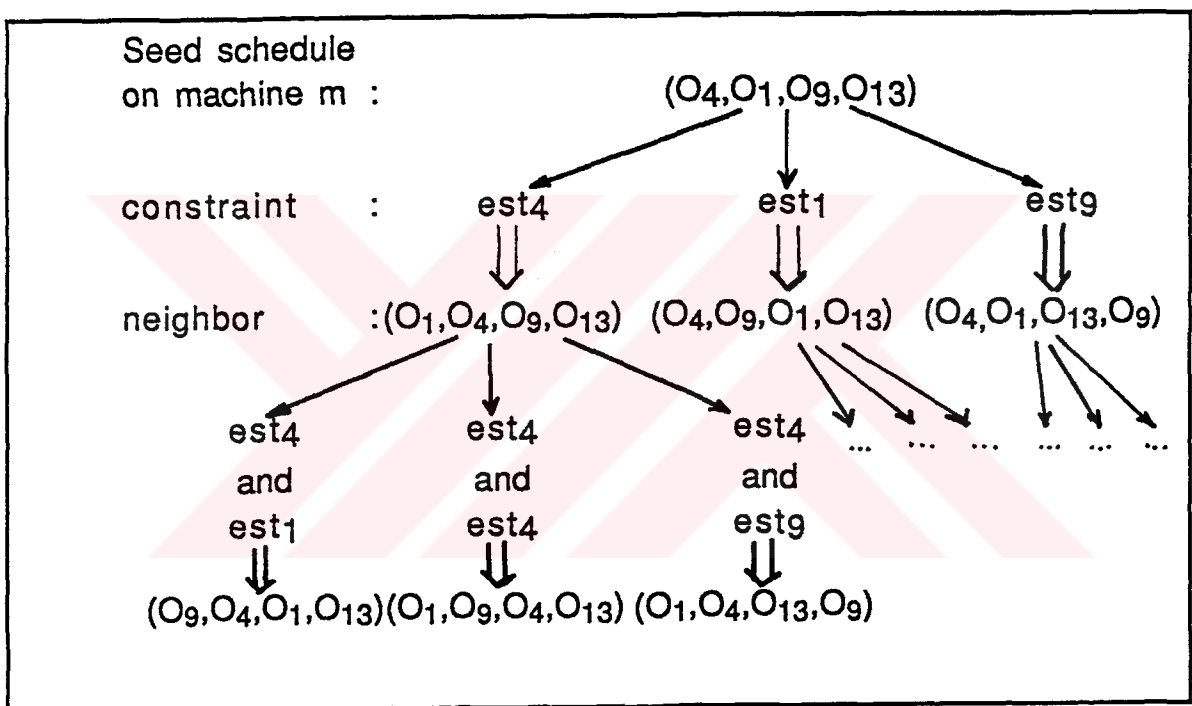 Seed schedule
on machine m : (O4,O1,O9,O13)
constraint : est4 est1 est9
neighbor :(O1,O4,O9,O13) (O4,O9,O1,O13) (O4,O1,O13,O9)
est4 est4 est4 ... ... ... ... ... ...
and and and
est1 est4 est9
(O9,O4,O1,O13)(O1,O9,O4,O13) (O1,O4,O13,O9)